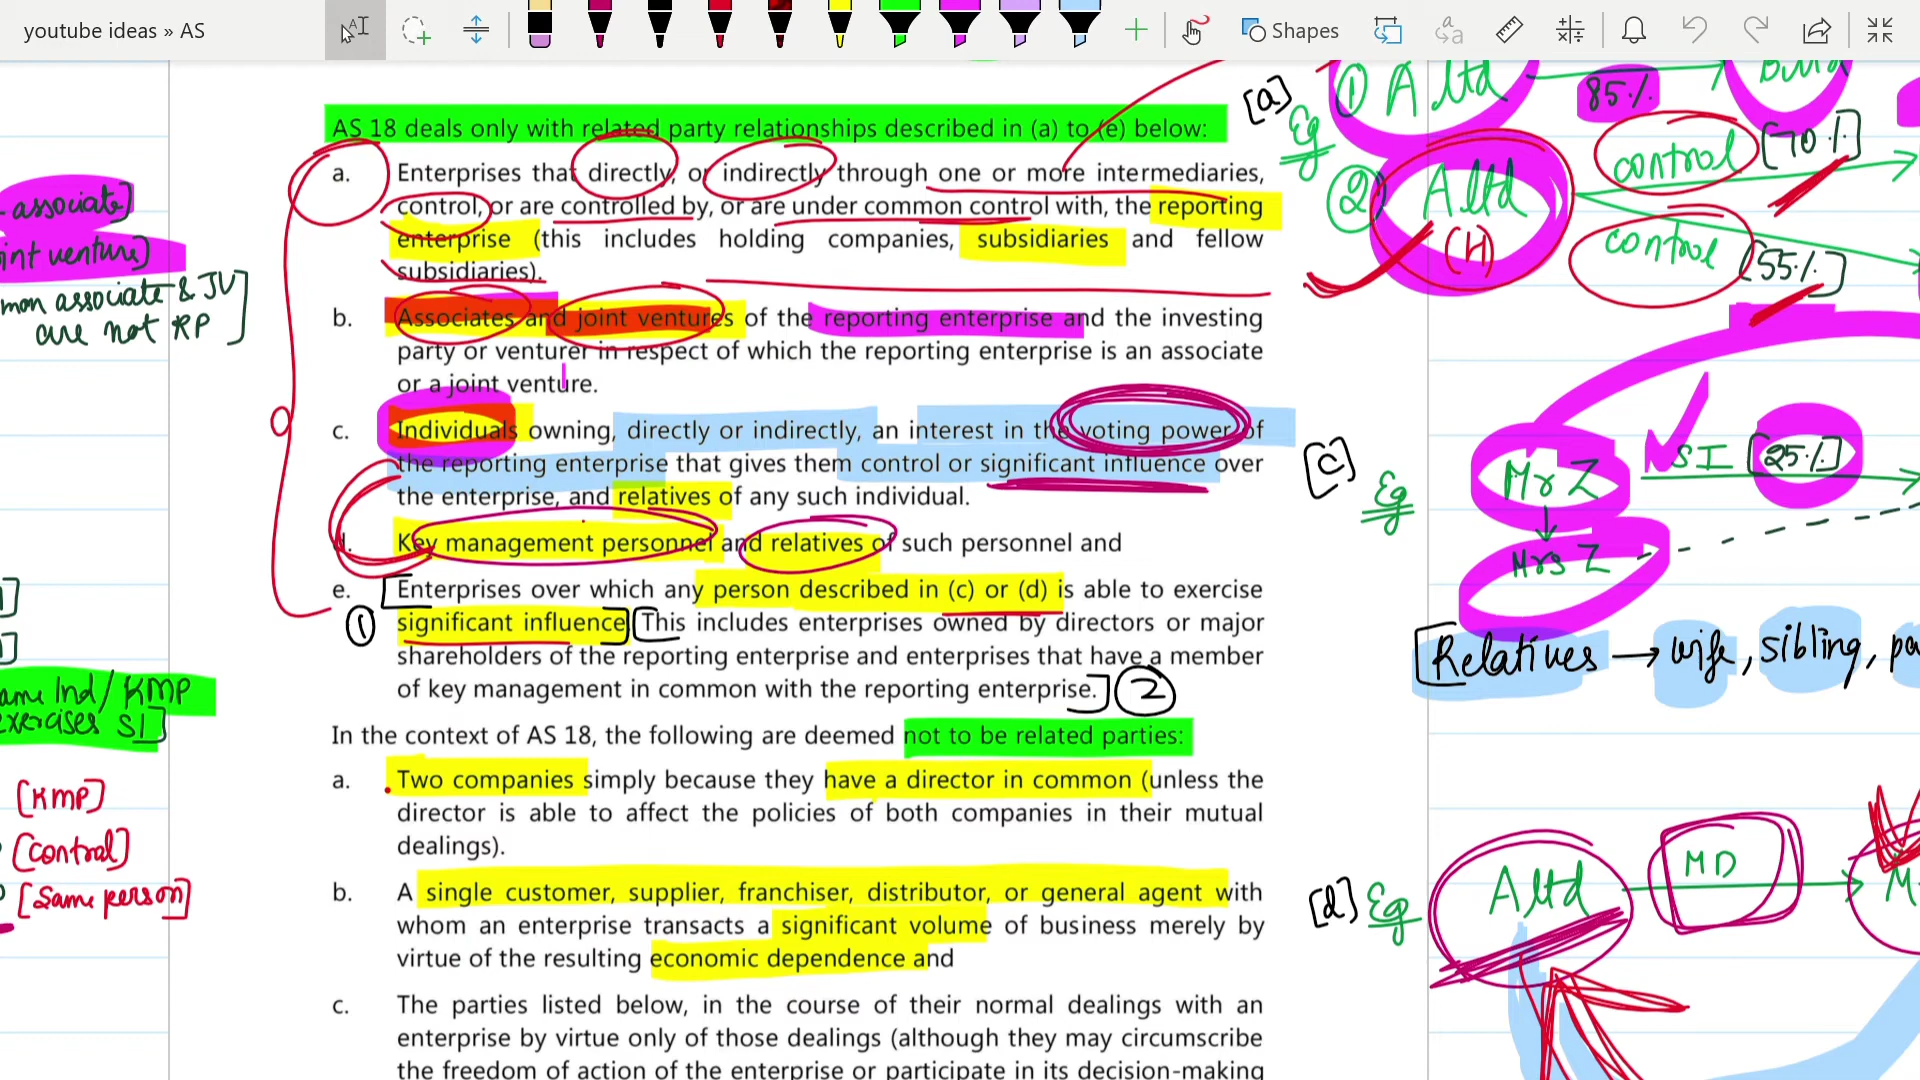 youtube ideas » AS
Shapes
AS 18 deals only with related party relationships described in (a) to (e) below:
a. Enterprises that directly, or indirectly through one or more intermediaries,
control, or are controlled by, or are under common control with, the reporting
enterprise (this includes holding companies, subsidiaries and fellow
subsidiaries).
b. Associates and joint ventures of the reporting enterprise and the investing
party or venturer in respect of which the reporting enterprise is an associate
or a joint venture.
c. Individuals owning, directly or indirectly, an interest in the voting power of
the reporting enterprise that gives them control or significant influence over
the enterprise, and relatives of any such individual.
d. Key management personnel and relatives of such personnel and
e. Enterprises over which any person described in (c) or (d) is able to exercise
① significant influence. This includes enterprises owned by directors or major
shareholders of the reporting enterprise and enterprises that have a member
of key management in common with the reporting enterprise. ②
In the context of AS 18, the following are deemed not to be related parties:
a. Two companies simply because they have a director in common (unless the
director is able to affect the policies of both companies in their mutual
dealings).
b. A single customer, supplier, franchiser, distributor, or general agent with
whom an enterprise transacts a significant volume of business merely by
virtue of the resulting economic dependence and
c. The parties listed below, in the course of their normal dealings with an
enterprise by virtue only of those dealings (although they may circumscribe
the freedom of action of the enterprise or participate in its decision-making
associate]
int venture]
mon associate & JV
are not RP]
ame Ind/KMP
exercises SI]
[KMP]
[Control]
[Same person]
[a] Eg
① A ltd 85%
② A ltd (H) control [70%]
control [55%]
[c] Eg
Mr Z SI [25%]
Mrs Z
[Relatives → wife, sibling,
[d] Eg
A ltd MD